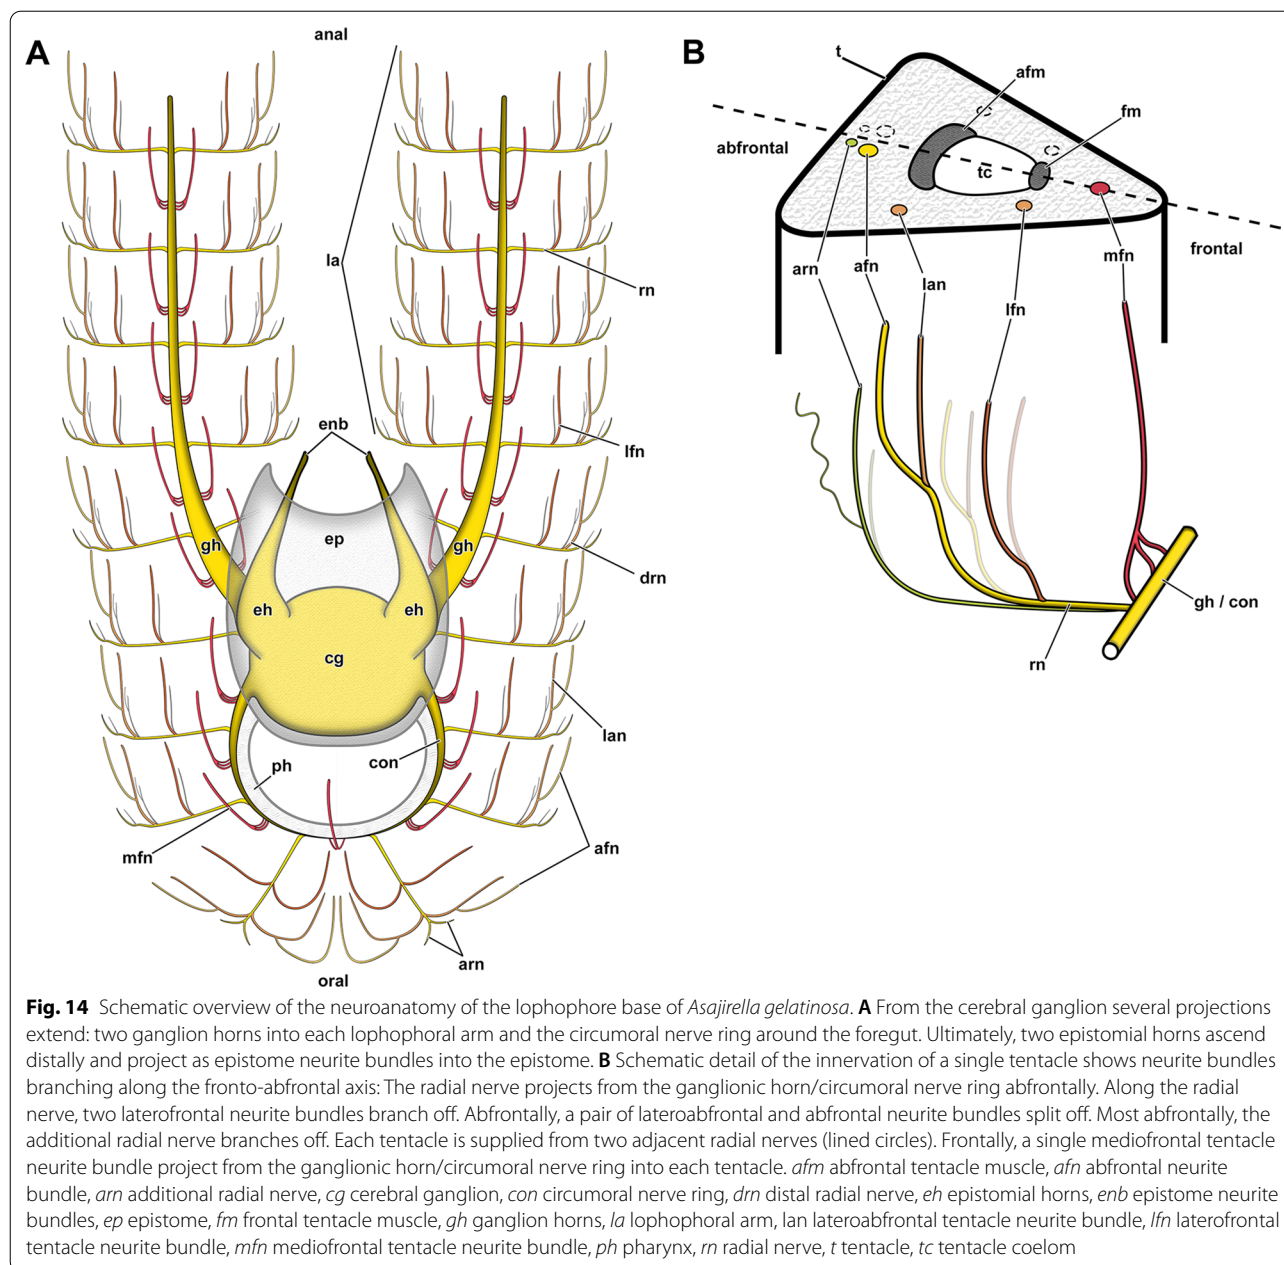 A
anal
la
rn
lfn
enb
ep
gh
gh
eh
eh
drn
cg
lan
con
ph
mfn
afn
arn
oral
B
t
afm
fm
abfrontal
tc
frontal
arn
afn
lan
lfn
mfn
gh / con
rn
Fig. 14 Schematic overview of the neuroanatomy of the lophophore base of Asajirella gelatinosa. A From the cerebral ganglion several projections
extend: two ganglion horns into each lophophoral arm and the circumoral nerve ring around the foregut. Ultimately, two epistomial horns ascend
distally and project as epistome neurite bundles into the epistome. B Schematic detail of the innervation of a single tentacle shows neurite bundles
branching along the fronto-abfrontal axis: The radial nerve projects from the ganglionic horn/circumoral nerve ring abfrontally. Along the radial
nerve, two laterofrontal neurite bundles branch off. Abfrontally, a pair of lateroabfrontal and abfrontal neurite bundles split off. Most abfrontally, the
additional radial nerve branches off. Each tentacle is supplied from two adjacent radial nerves (lined circles). Frontally, a single mediofrontal tentacle
neurite bundle project from the ganglionic horn/circumoral nerve ring into each tentacle. afm abfrontal tentacle muscle, afn abfrontal neurite
bundle, arn additional radial nerve, cg cerebral ganglion, con circumoral nerve ring, drn distal radial nerve, eh epistomial horns, enb epistome neurite
bundles, ep epistome, fm frontal tentacle muscle, gh ganglion horns, la lophophoral arm, lan lateroabfrontal tentacle neurite bundle, lfn laterofrontal
tentacle neurite bundle, mfn mediofrontal tentacle neurite bundle, ph pharynx, rn radial nerve, t tentacle, tc tentacle coelom